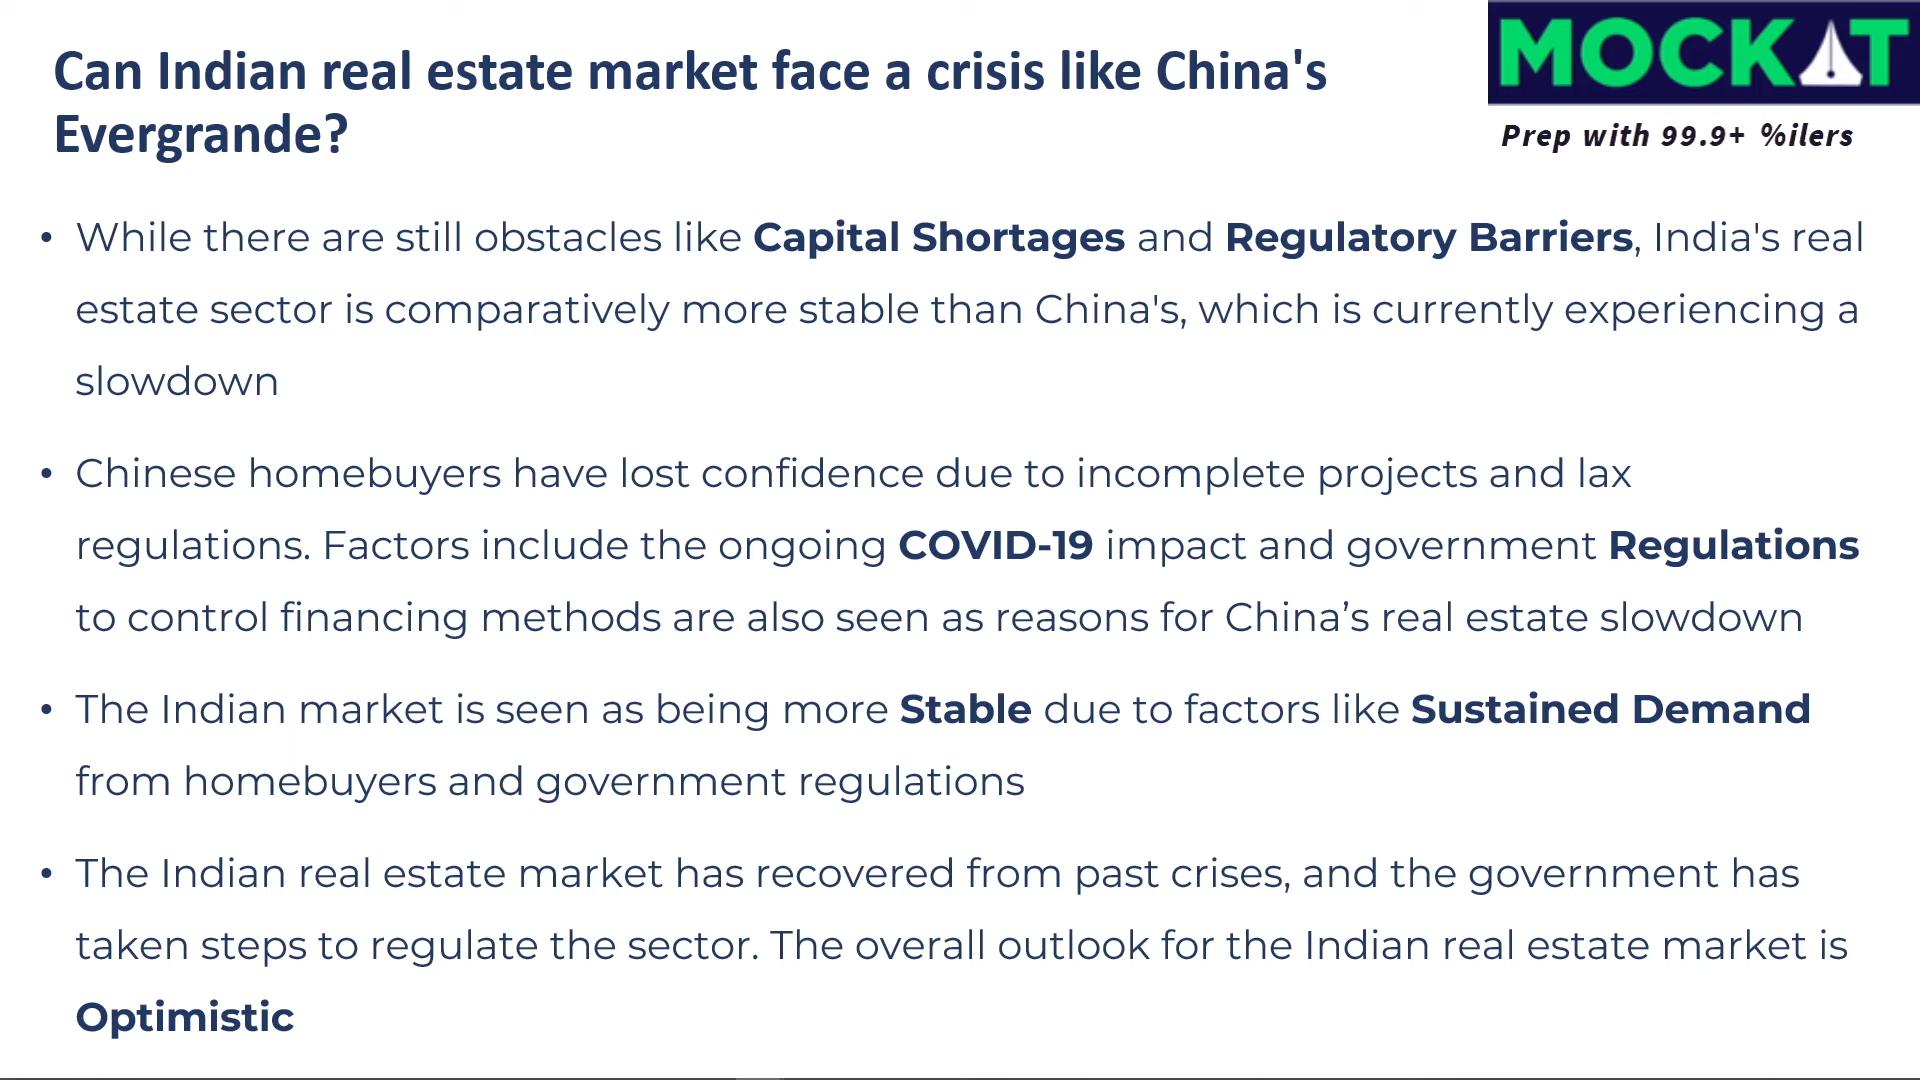 Can Indian real estate market face a crisis like China's
Evergrande?
MOCKAT
Prep with 99.9+ %ilers
• While there are still obstacles like Capital Shortages and Regulatory Barriers, India's real
estate sector is comparatively more stable than China's, which is currently experiencing a
slowdown
• Chinese homebuyers have lost confidence due to incomplete projects and lax
regulations. Factors include the ongoing COVID-19 impact and government Regulations
to control financing methods are also seen as reasons for China’s real estate slowdown
• The Indian market is seen as being more Stable due to factors like Sustained Demand
from homebuyers and government regulations
• The Indian real estate market has recovered from past crises, and the government has
taken steps to regulate the sector. The overall outlook for the Indian real estate market is
Optimistic